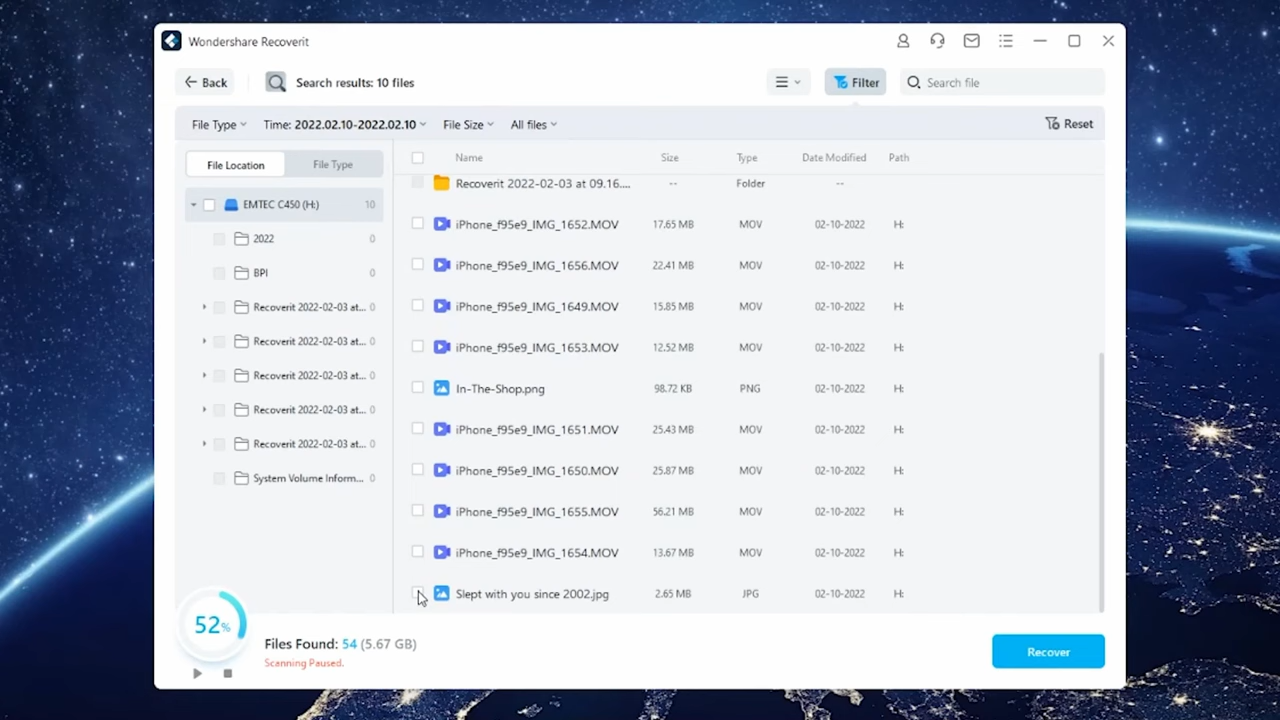 Wondershare Recoverit
Back
Search results: 10 files
Filter
Search file
File Type
Time: 2022.02.10-2022.02.10
File Size
All files
Reset
File Location
File Type
EMTEC C450 (H:) 10
2022 0
BPI 0
Recoverit 2022-02-03 at... 0
Recoverit 2022-02-03 at... 0
Recoverit 2022-02-03 at... 0
Recoverit 2022-02-03 at... 0
Recoverit 2022-02-03 at... 0
System Volume Inform... 0
Name Size Type Date Modified Path
Recoverit 2022-02-03 at 09.16.... -- Folder --
iPhone_f95e9_IMG_1652.MOV 17.65 MB MOV 02-10-2022 H:
iPhone_f95e9_IMG_1656.MOV 22.41 MB MOV 02-10-2022 H:
iPhone_f95e9_IMG_1649.MOV 15.85 MB MOV 02-10-2022 H:
iPhone_f95e9_IMG_1653.MOV 12.52 MB MOV 02-10-2022 H:
In-The-Shop.png 98.72 KB PNG 02-10-2022 H:
iPhone_f95e9_IMG_1651.MOV 25.43 MB MOV 02-10-2022 H:
iPhone_f95e9_IMG_1650.MOV 25.87 MB MOV 02-10-2022 H:
iPhone_f95e9_IMG_1655.MOV 56.21 MB MOV 02-10-2022 H:
iPhone_f95e9_IMG_1654.MOV 13.67 MB MOV 02-10-2022 H:
Slept with you since 2002.jpg 2.65 MB JPG 02-10-2022 H:
52%
Files Found: 54 (5.67 GB)
Scanning Paused.
Recover